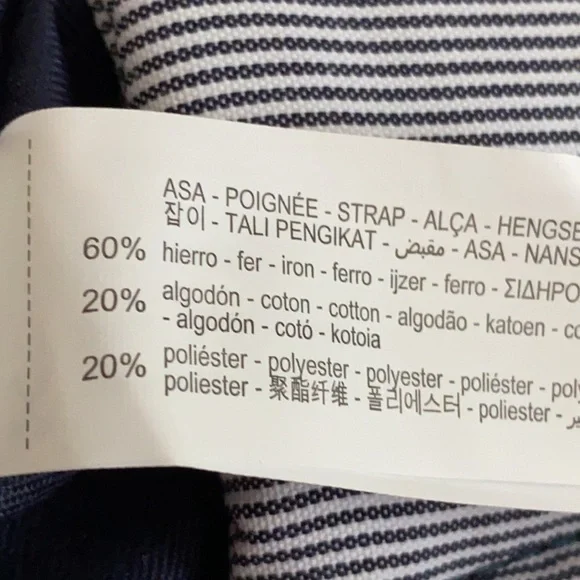 ASA - POIGNÉE - STRAP - ALÇA - HENGSE
잡이 - TALI PENGIKAT - مقبض - ASA - NANS
60% hierro - fer - iron - ferro - ijzer - ferro - ΣΙΔΗΡΟ
20% algodón - coton - cotton - algodão - katoen - co
- algodón - cotó - kotoia
20% poliéster - polyester - polyester - poliéster - poly
poliester - 聚酯纤维 - 폴리에스터 - poliester -